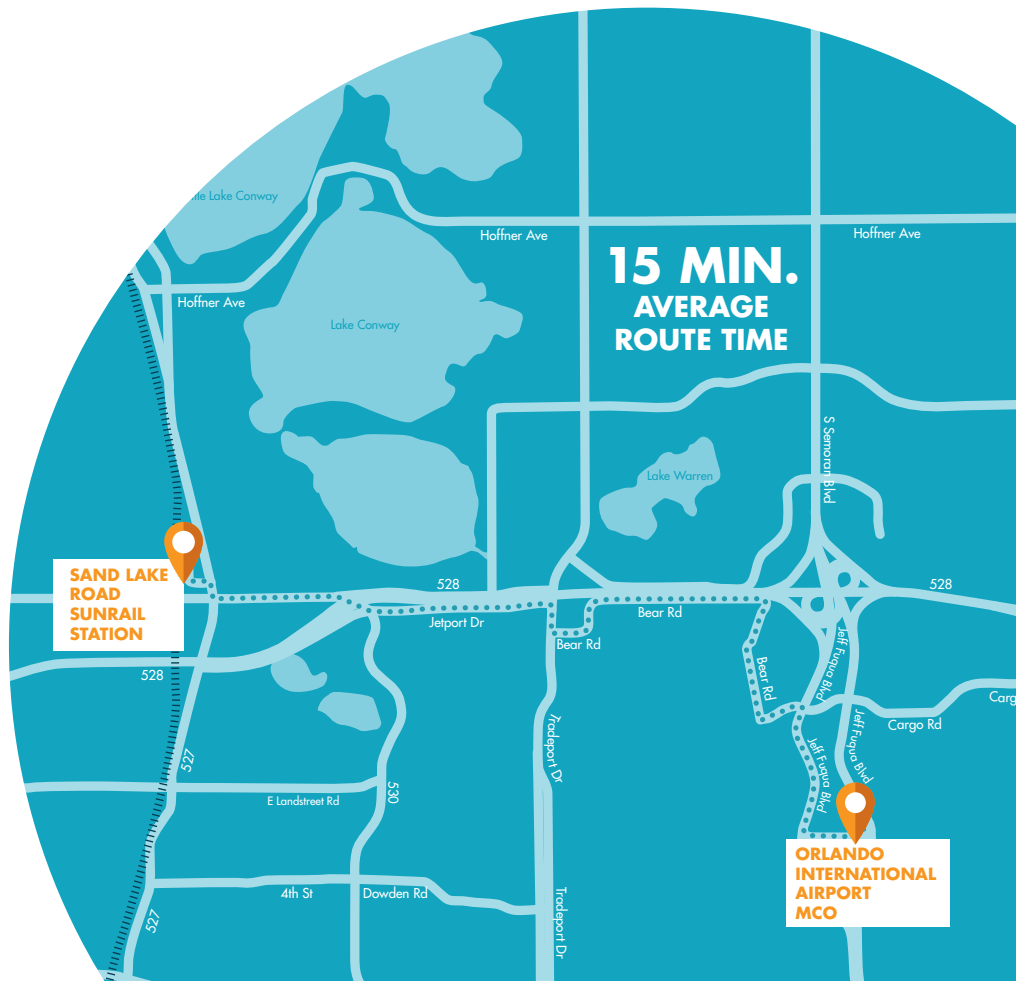 Lake Conway
Hoffner Ave
Hoffner Ave
15 MIN.
AVERAGE
ROUTE TIME
Hoffner Ave
Lake Conway
S Semoran Blvd
Lake Warren
SAND LAKE
ROAD
SUNRAIL
STATION
528
528
Jetport Dr
Bear Rd
Bear Rd
Jeff Fuqua Blvd
Bear Rd
528
Cargo Rd
Jeff Fuqua Blvd
Jeff Fuqua Blvd
Tradeport Dr
527
530
E Landstreet Rd
ORLANDO
INTERNATIONAL
AIRPORT
MCO
4th St
Dowden Rd
527
Tradeport Dr